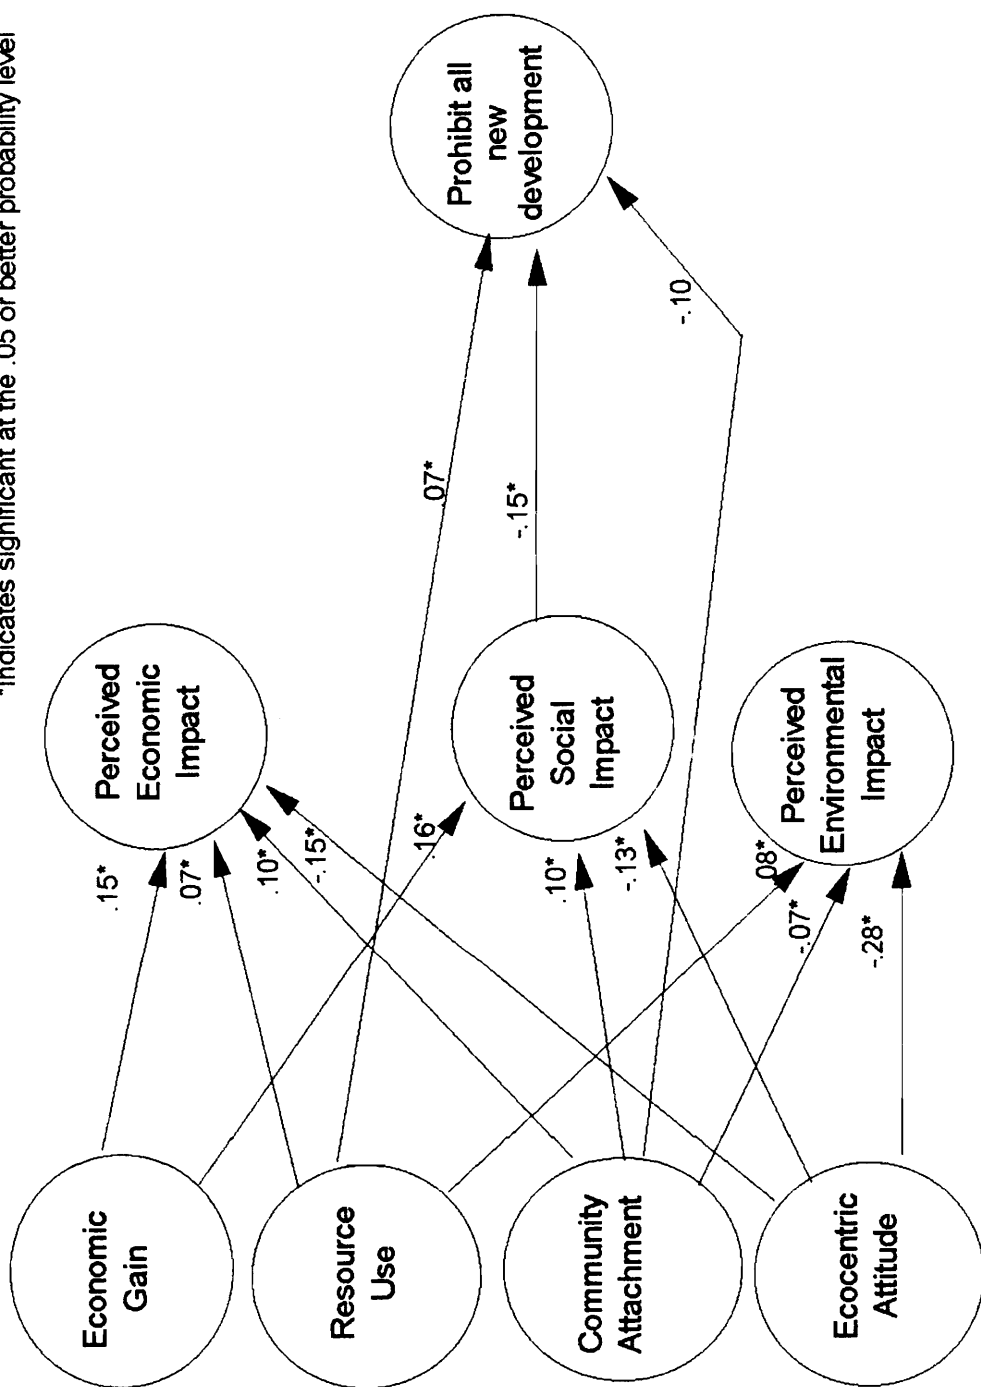 *Indicates significant at the .05 or better probability level
Economic
Gain
Resource
Use
Community
Attachment
Ecocentric
Attitude
.15*
.07*
.10*
-.15*
.16*
.10*
-.13*
.08*
-.07*
-.28*
Perceived
Economic
Impact
Perceived
Social
Impact
Perceived
Environmental
Impact
.07*
-.15*
-.10
Prohibit all
new
development